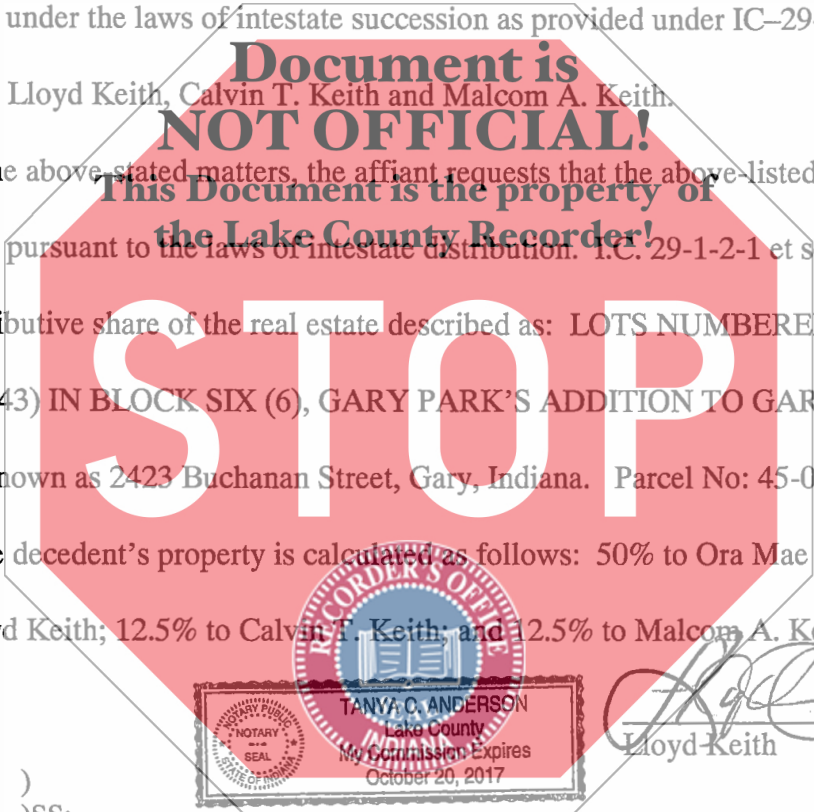 under the laws of intestate succession as provided under IC–29-
Document is
Lloyd Keith, Calvin T. Keith and Malcom A. Keith.
NOT OFFICIAL!
e above-stated matters, the affiant requests that the above-listed
This Document is the property of
pursuant to the laws of intestate distribution. I.C. 29-1-2-1 et s
the Lake County Recorder!
ibutive share of the real estate described as: LOTS NUMBERE
STOP
43) IN BLOCK SIX (6), GARY PARK'S ADDITION TO GAR
nown as 2423 Buchanan Street, Gary, Indiana. Parcel No: 45-0
e decedent's property is calculated as follows: 50% to Ora Mae
d Keith; 12.5% to Calvin T. Keith; and 12.5% to Malcom A. Ke
RECORDER'S OFFICE
SEAL
INDIANA
NOTARY PUBLIC
NOTARY
SEAL
STATE OF INDIANA
TANYA C. ANDERSON
Lake County
My Commission Expires
October 20, 2017
Lloyd Keith
)
)SS: